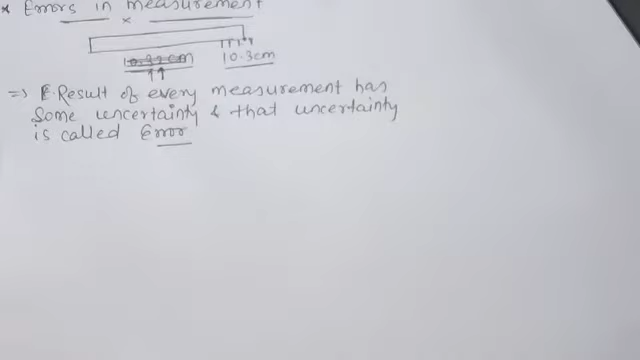 * Errors in measurement
10.3cm
=> Result of every measurement has
Some uncertainty & that uncertainty
is called Error